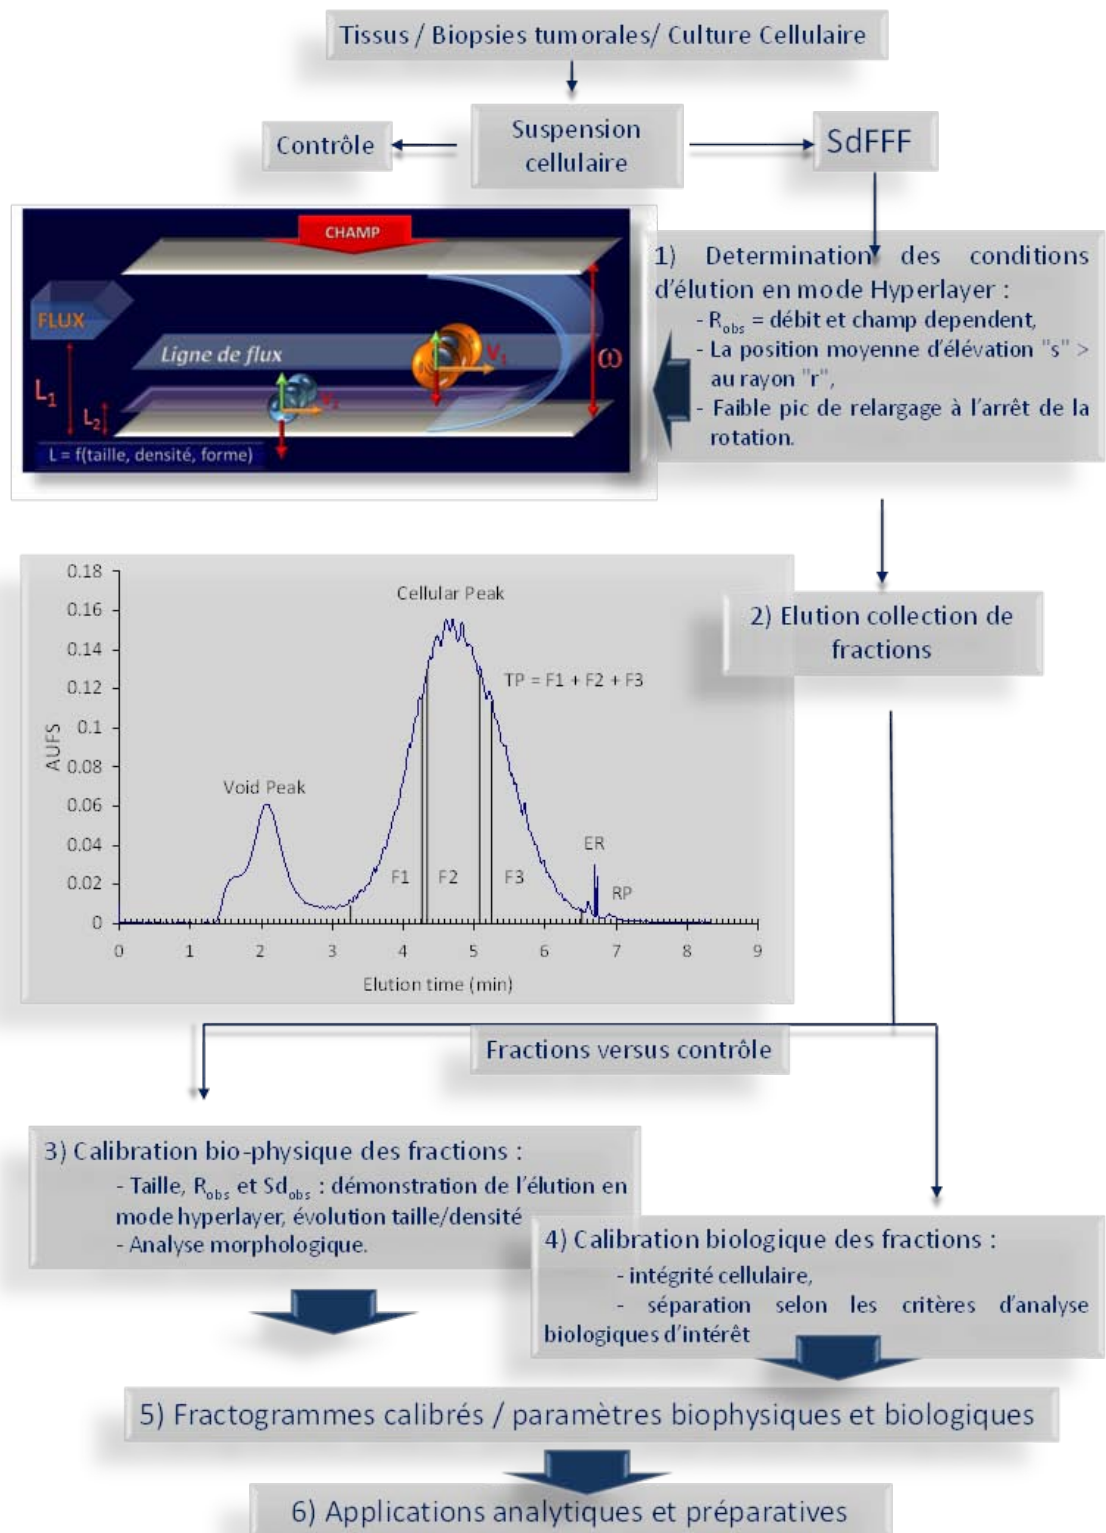 Tissus / Biopsies tumorales/ Culture Cellulaire
Contrôle
Suspension
cellulaire
SdFFF
CHAMP
FLUX
Ligne de flux
V₁
V₂
ω
L₁
L₂
L = f(taille, densité, forme)
1) Determination des conditions
d'élution en mode Hyperlayer :
- Robs = débit et champ dependent,
- La position moyenne d'élévation "s" >
au rayon "r",
- Faible pic de relargage à l'arrêt de la
rotation.
2) Elution collection de
fractions
0.18
0.16
0.14
0.12
0.1
0.08
0.06
0.04
0.02
0
AUFS
Cellular Peak
TP = F1 + F2 + F3
Void Peak
F1
F2
F3
ER
RP
0 1 2 3 4 5 6 7 8 9
Elution time (min)
Fractions versus contrôle
3) Calibration bio-physique des fractions :
- Taille, Robs et Sdobs : démonstration de l'élution en
mode hyperlayer, évolution taille/densité
- Analyse morphologique.
4) Calibration biologique des fractions :
- intégrité cellulaire,
- séparation selon les critères d'analyse
biologiques d'intérêt
5) Fractogrammes calibrés / paramètres biophysiques et biologiques
6) Applications analytiques et préparatives